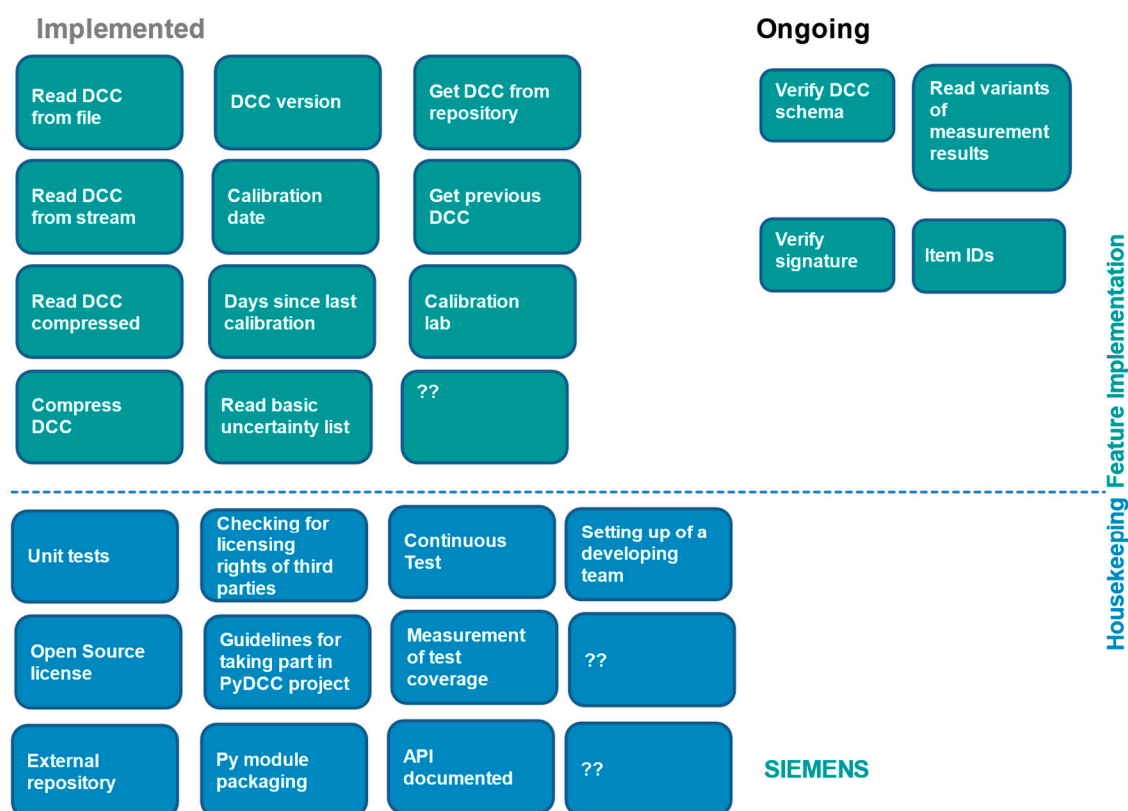 Implemented
Ongoing
Read DCC
from file
DCC version
Get DCC from
repository
Verify DCC
schema
Read variants
of
measurement
results
Read DCC
from stream
Calibration
date
Get previous
DCC
Verify
signature
Item IDs
Read DCC
compressed
Days since last
calibration
Calibration
lab
Compress
DCC
Read basic
uncertainty list
??
Feature Implementation
Unit tests
Checking for
licensing
rights of third
parties
Continuous
Test
Setting up of a
developing
team
Open Source
license
Guidelines for
taking part in
PyDCC project
Measurement
of test
coverage
??
External
repository
Py module
packaging
API
documented
??
Housekeeping
SIEMENS